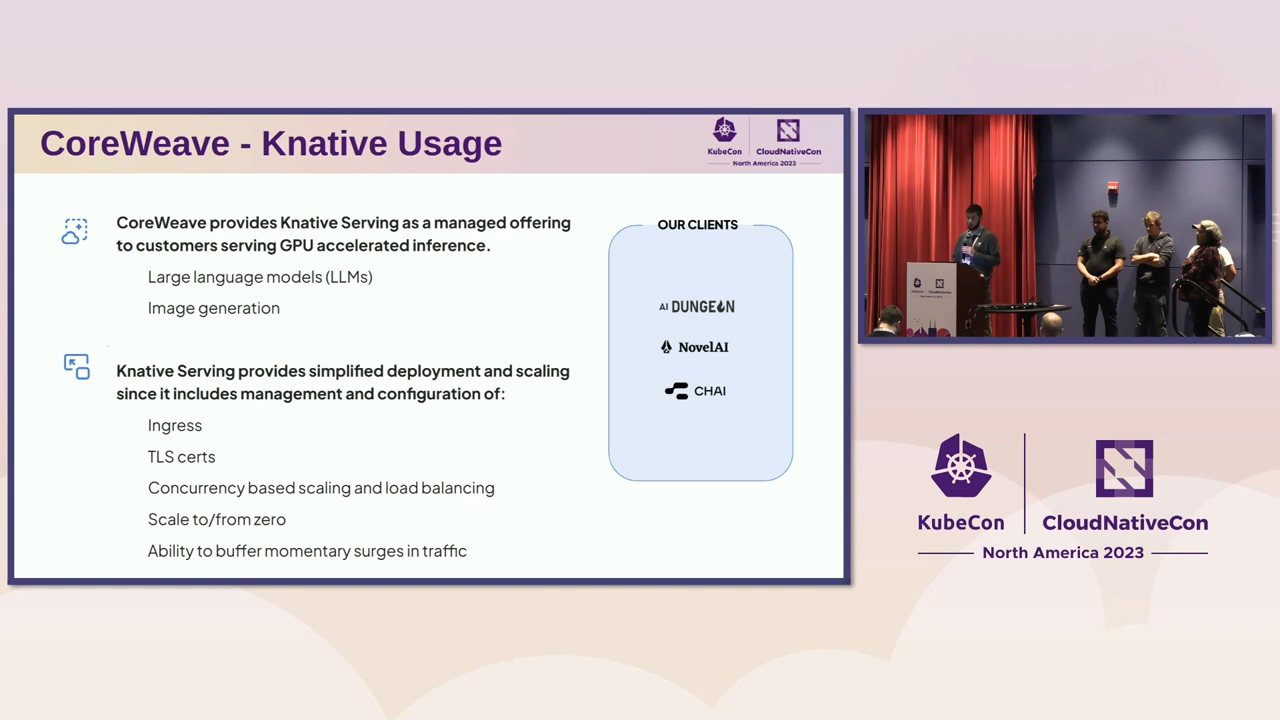 CoreWeave - Knative Usage
KubeCon
CloudNativeCon
North America 2023
CoreWeave provides Knative Serving as a managed offering
to customers serving GPU accelerated inference.
Large language models (LLMs)
Image generation
Knative Serving provides simplified deployment and scaling
since it includes management and configuration of:
Ingress
TLS certs
Concurrency based scaling and load balancing
Scale to/from zero
Ability to buffer momentary surges in traffic
OUR CLIENTS
AI DUNGEON
NovelAI
CHAI
KubeCon
CloudNativeCon
North America 2023